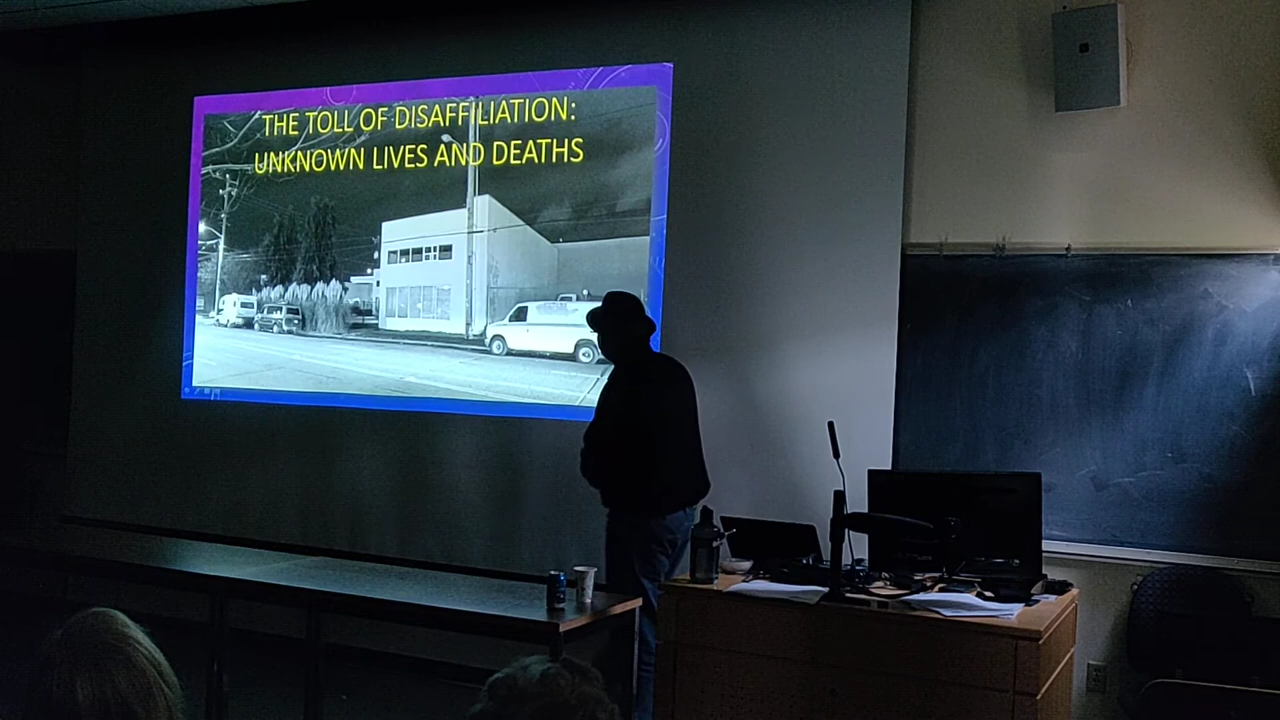 THE TOLL OF DISAFFILIATION:
UNKNOWN LIVES AND DEATHS